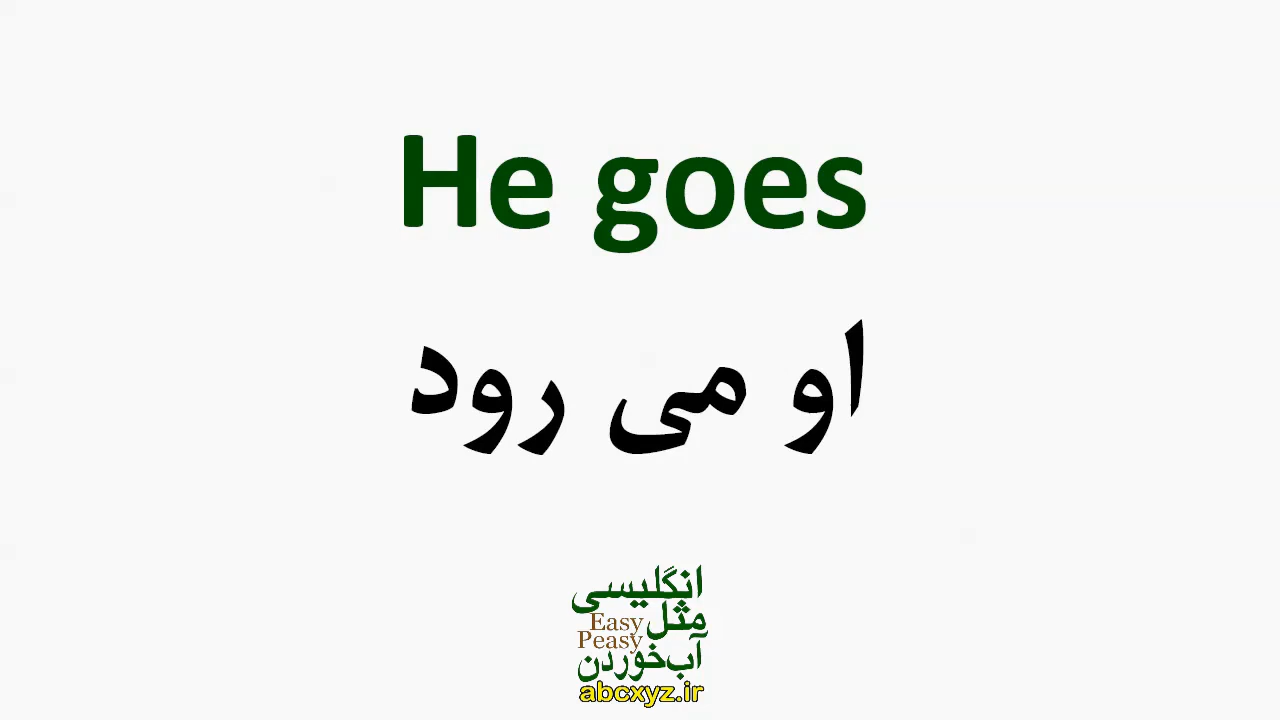 He goes
او می رود
انگلیسی
مثل Easy
Peasy
آب‌خوردن
abcxyz.ir